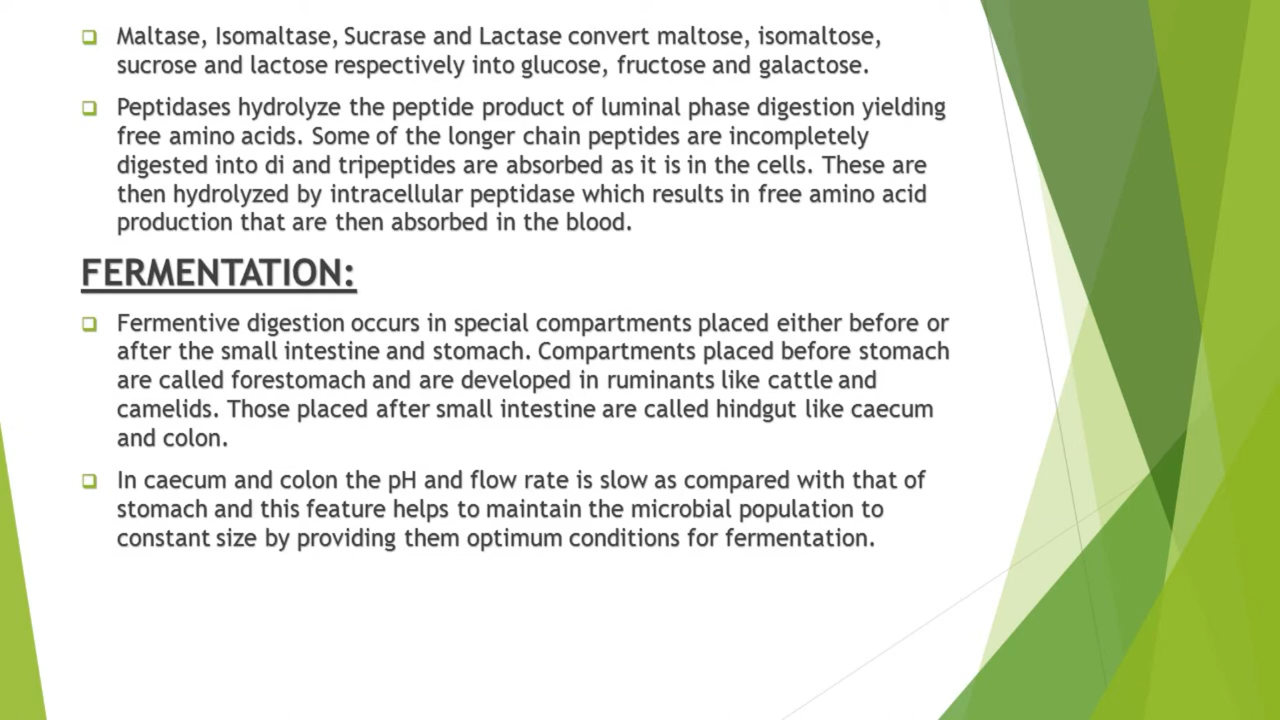 Maltase, Isomaltase, Sucrase and Lactase convert maltose, isomaltose,
sucrose and lactose respectively into glucose, fructose and galactose.
Peptidases hydrolyze the peptide product of luminal phase digestion yielding
free amino acids. Some of the longer chain peptides are incompletely
digested into di and tripeptides are absorbed as it is in the cells. These are
then hydrolyzed by intracellular peptidase which results in free amino acid
production that are then absorbed in the blood.
FERMENTATION:
Fermentive digestion occurs in special compartments placed either before or
after the small intestine and stomach. Compartments placed before stomach
are called forestomach and are developed in ruminants like cattle and
camelids. Those placed after small intestine are called hindgut like caecum
and colon.
In caecum and colon the pH and flow rate is slow as compared with that of
stomach and this feature helps to maintain the microbial population to
constant size by providing them optimum conditions for fermentation.